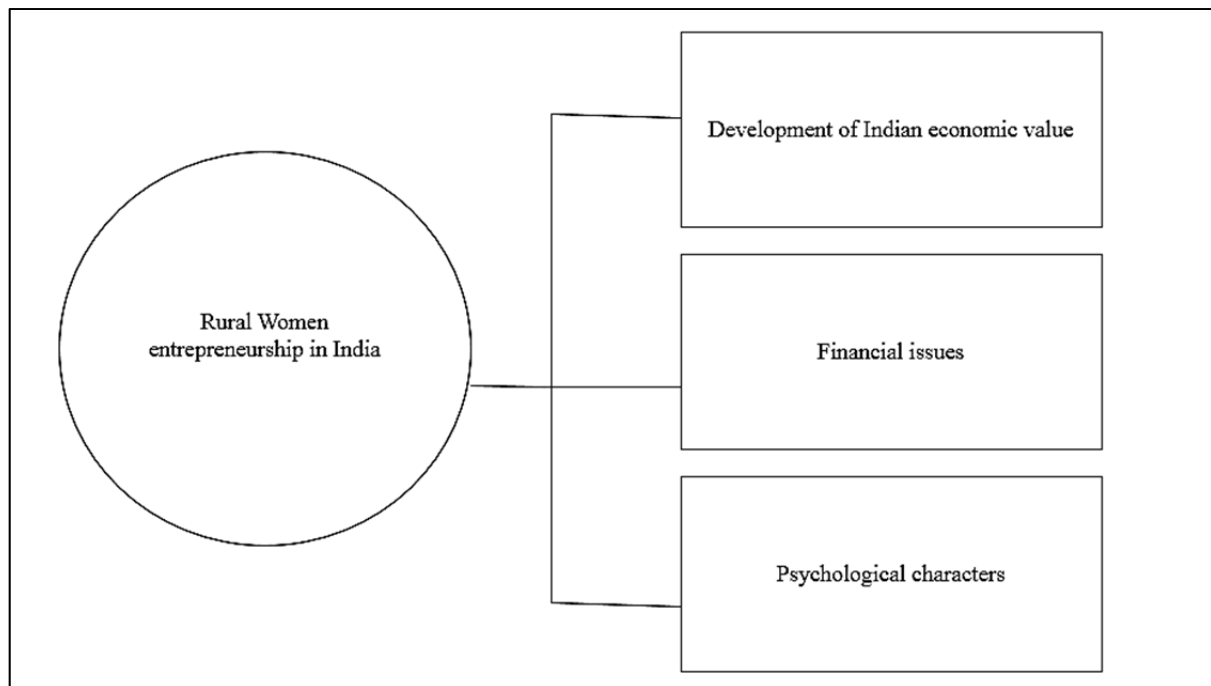 Rural Women
entrepreneurship in India
Development of Indian economic value
Financial issues
Psychological characters